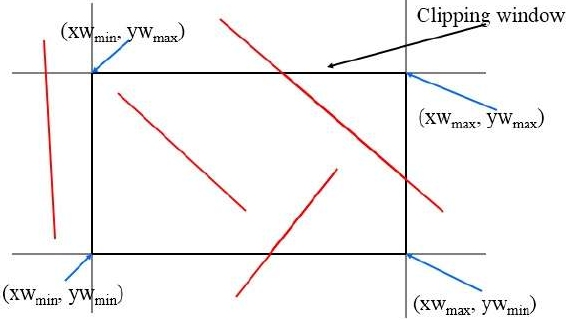 Clipping window
(xwmin, ywmax)
(xwmax, ywmax)
(xwmin, ywmin)
(xwmax, ywmin)